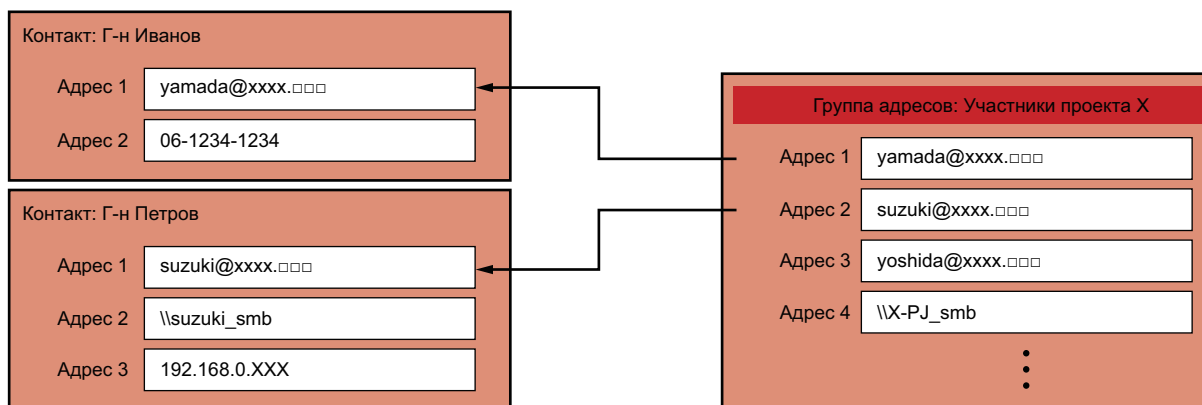 Контакт: Г-н Иванов
Адрес 1 yamada@xxxx.□□□
Адрес 2 06-1234-1234
Контакт: Г-н Петров
Адрес 1 suzuki@xxxx.□□□
Адрес 2 \\suzuki_smb
Адрес 3 192.168.0.XXX
Группа адресов: Участники проекта X
Адрес 1 yamada@xxxx.□□□
Адрес 2 suzuki@xxxx.□□□
Адрес 3 yoshida@xxxx.□□□
Адрес 4 \\X-PJ_smb